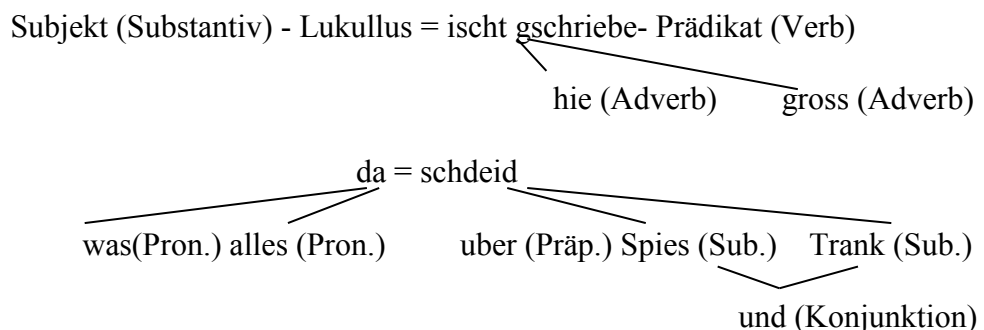 Subjekt (Substantiv) - Lukullus = ischt gschriebe- Prädikat (Verb)
hie (Adverb) gross (Adverb)
da = schdeid
was(Pron.) alles (Pron.) uber (Präp.) Spies (Sub.) Trank (Sub.)
und (Konjunktion)